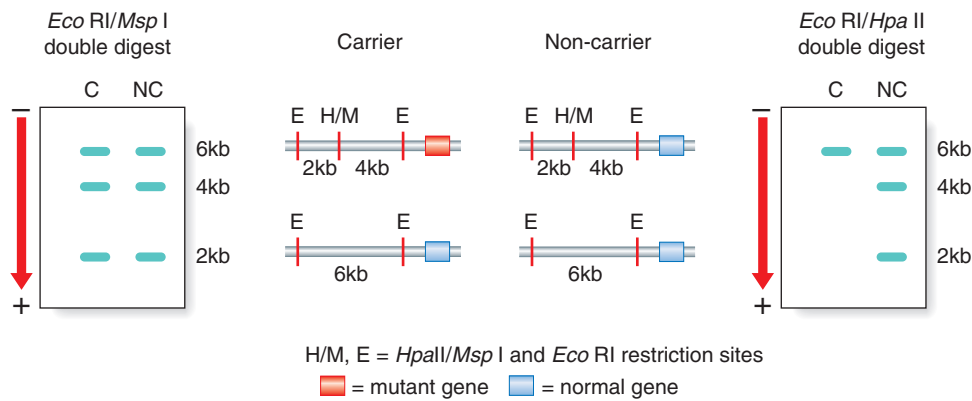 Eco RI/Msp I
double digest
C NC
–
6kb
4kb
2kb
+
Carrier
E H/M E
2kb 4kb
E E
6kb
Non-carrier
E H/M E
2kb 4kb
E E
6kb
Eco RI/Hpa II
double digest
C NC
–
6kb
4kb
2kb
+
H/M, E = HpaII/Msp I and Eco RI restriction sites
= mutant gene = normal gene